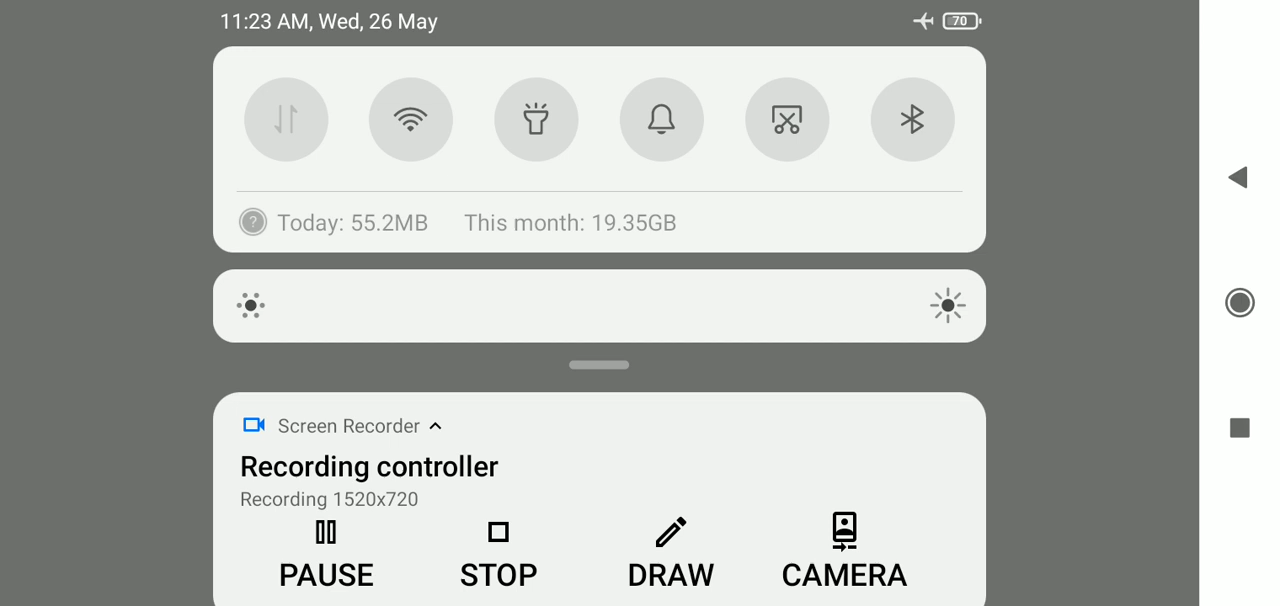 11:23 AM, Wed, 26 May 70
Today: 55.2MB This month: 19.35GB
Screen Recorder
Recording controller
Recording 1520x720
PAUSE STOP DRAW CAMERA